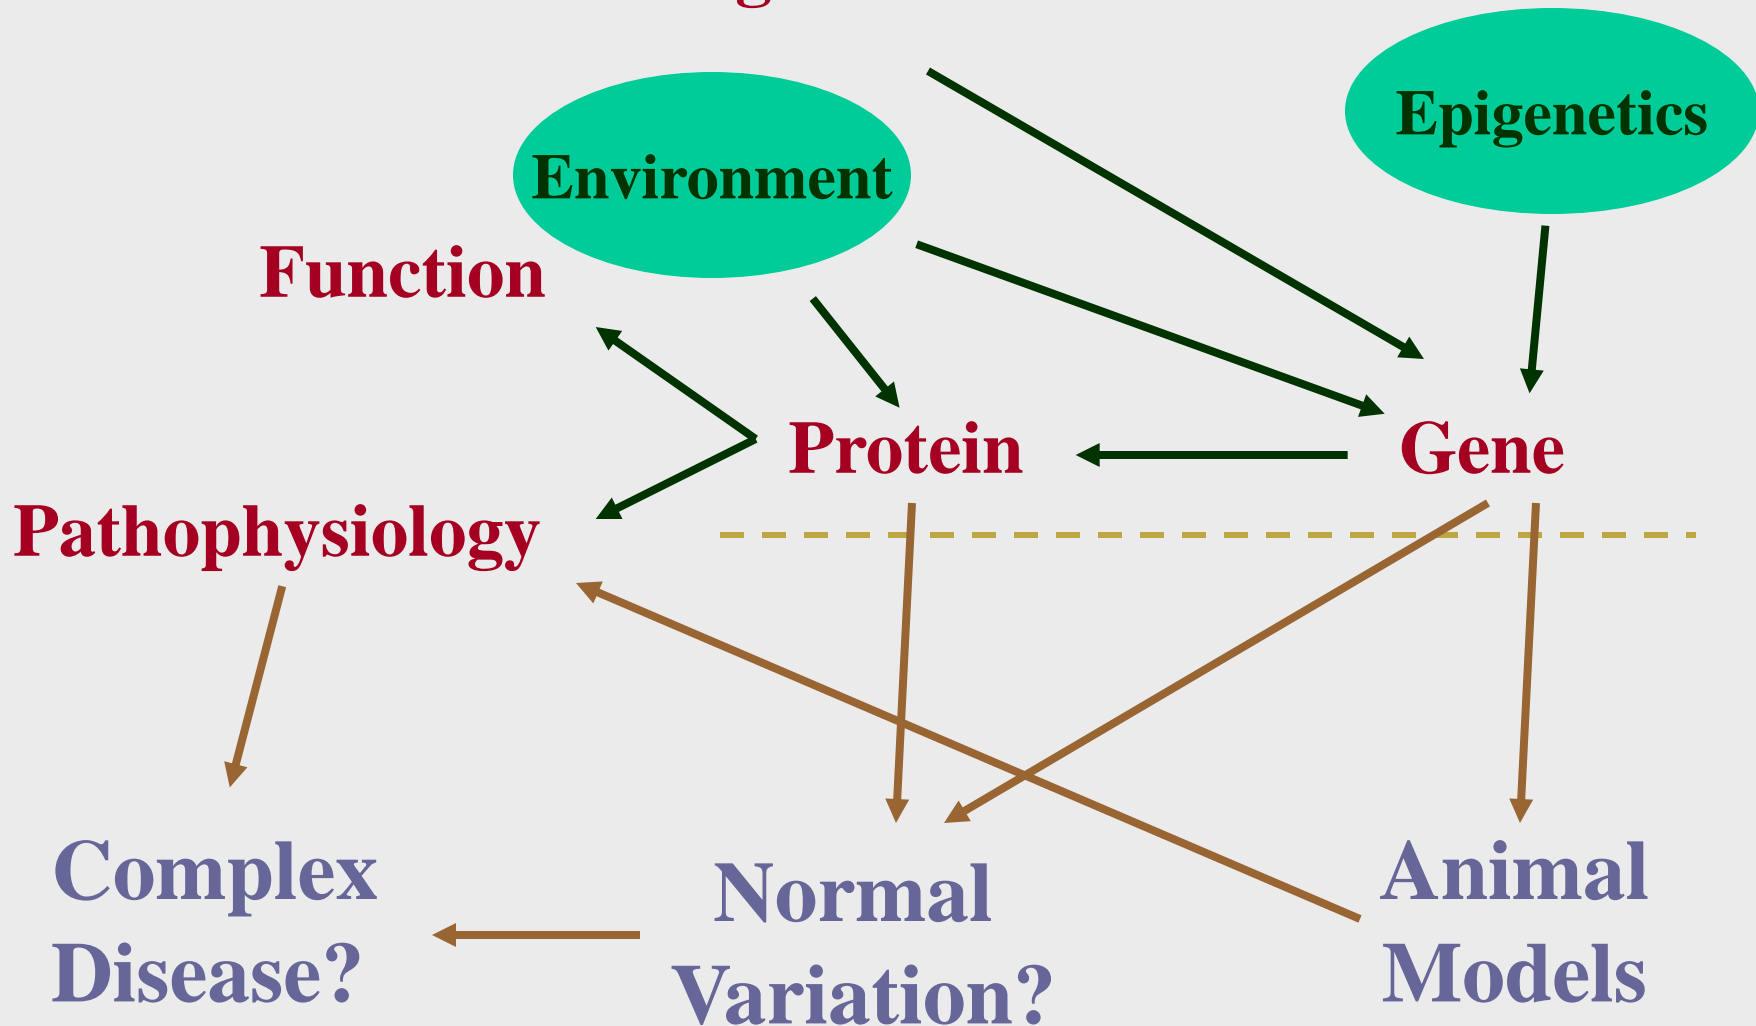 Epigenetics
Environment
Function
Protein
Gene
Pathophysiology
Complex
Disease?
Normal
Variation?
Animal
Models